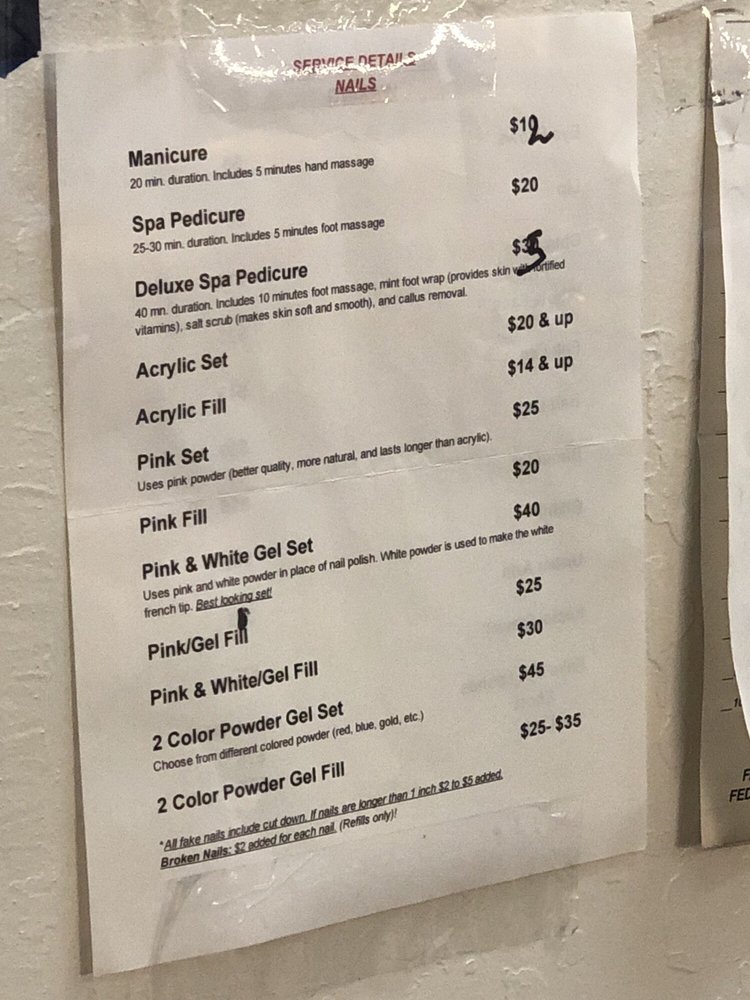 SERVICE DETAILS
NAILS
Manicure $12
20 min. duration. Includes 5 minutes hand massage
Spa Pedicure $20
25-30 min. duration. Includes 5 minutes foot massage
Deluxe Spa Pedicure $35
40 mn. duration. Includes 10 minutes foot massage, mint foot wrap (provides skin with fortified
vitamins), salt scrub (makes skin soft and smooth), and callus removal.
Acrylic Set $20 & up
Acrylic Fill $14 & up
Pink Set $25
Uses pink powder (better quality, more natural, and lasts longer than acrylic).
Pink Fill $20
Pink & White Gel Set $40
Uses pink and white powder in place of nail polish. White powder is used to make the white
french tip. Best looking set!
Pink/Gel Fill $25
Pink & White/Gel Fill $30
2 Color Powder Gel Set $45
Choose from different colored powder (red, blue, gold, etc.)
2 Color Powder Gel Fill $25- $35
*All fake nails include cut down. If nails are longer than 1 inch $2 to $5 added.
Broken Nails: $2 added for each nail. (Refills only)!